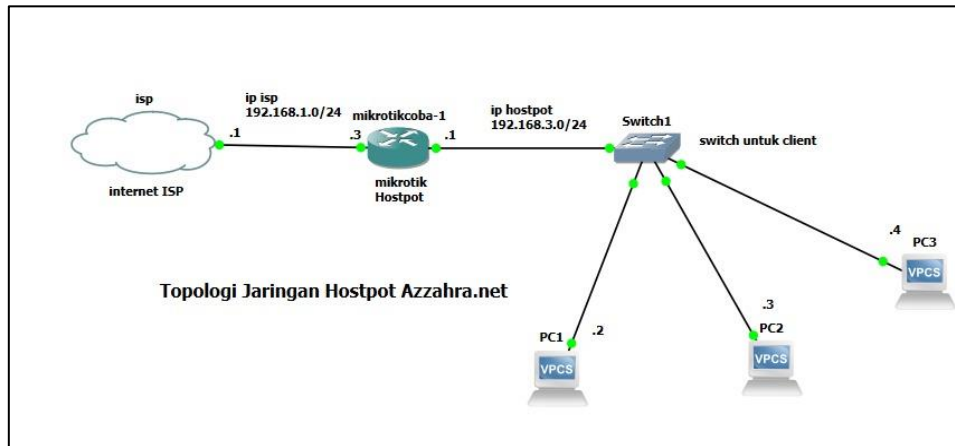 isp
ip isp
192.168.1.0/24
.1
internet ISP
mikrotikcoba-1
.3
.1
mikrotik
Hostpot
ip hostpot
192.168.3.0/24
Switch1
switch untuk client
.4
PC3
VPCS
Topologi Jaringan Hostpot Azzahra.net
PC1
.2
VPCS
.3
PC2
VPCS